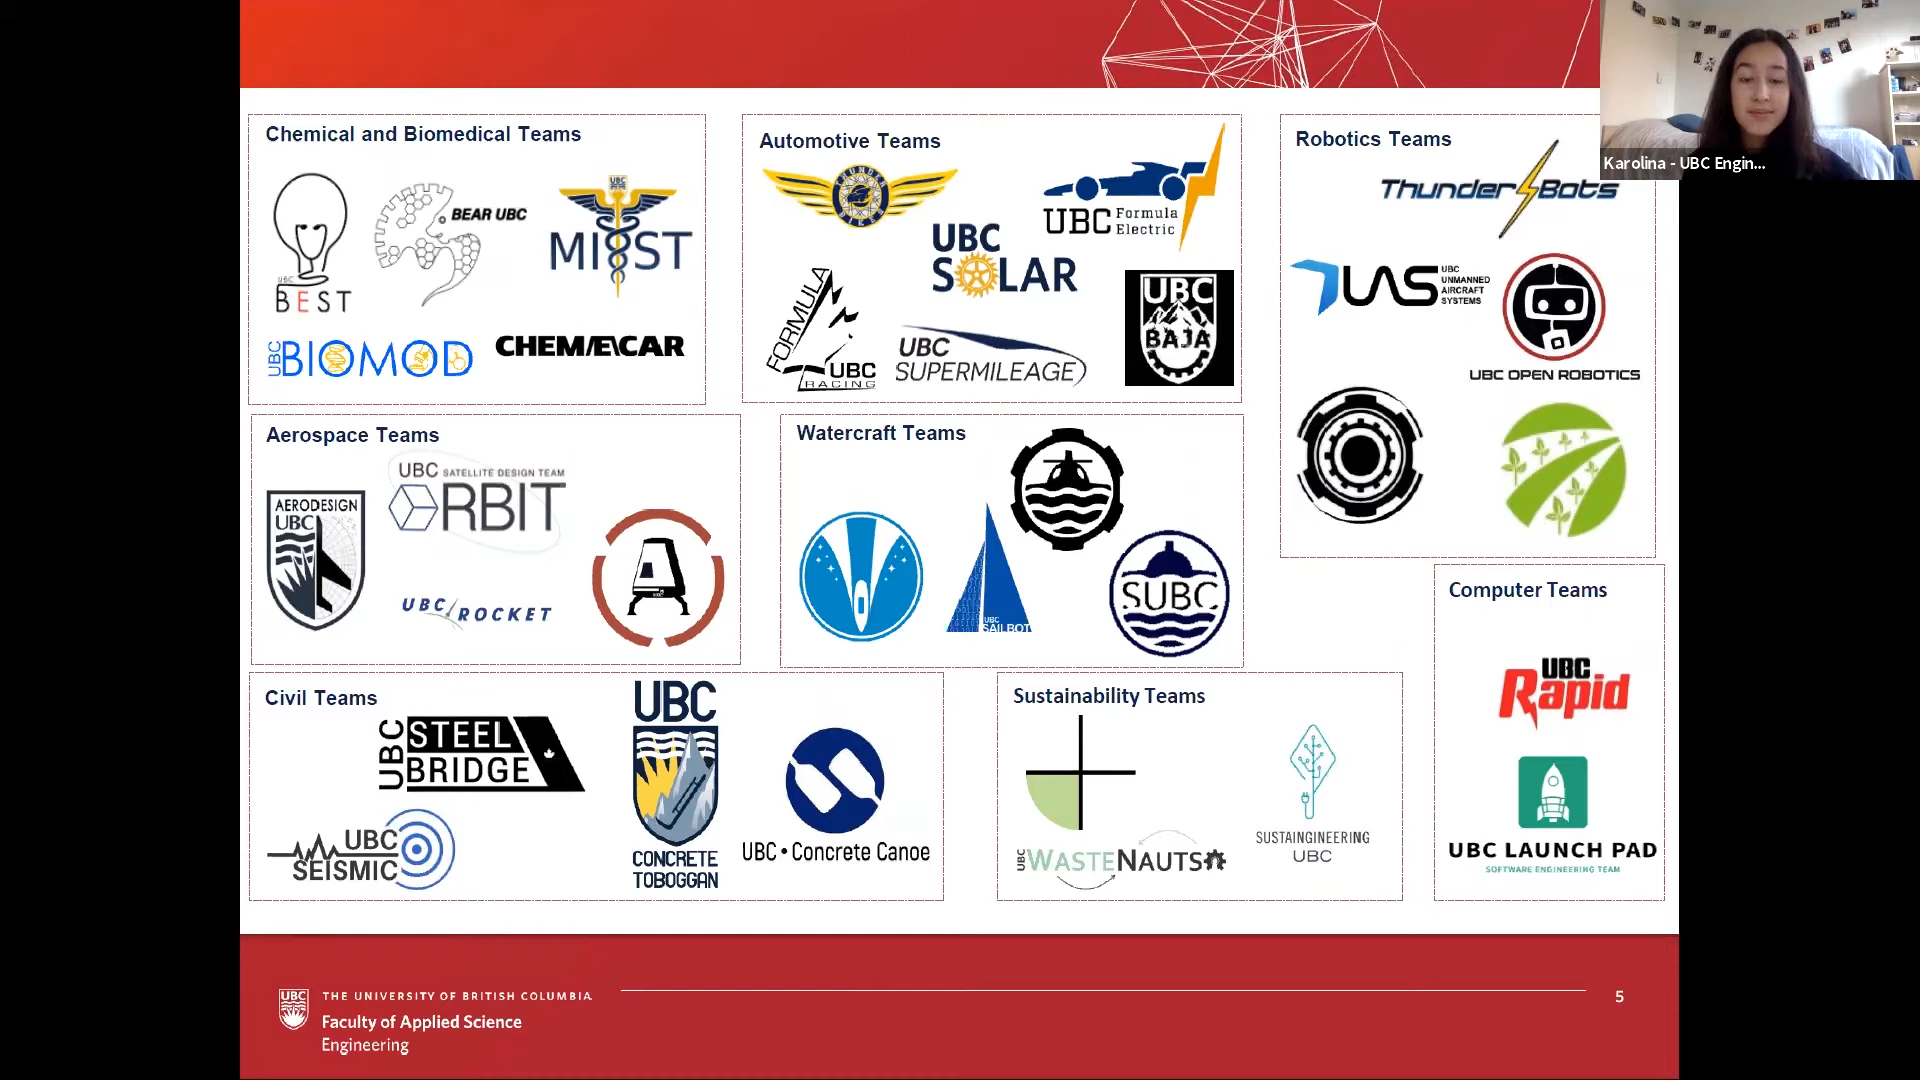 Karolina - UBC Engin...
Chemical and Biomedical Teams
UBC
BEST
BEAR UBC
UBC
MIST
UBC
BIOMOD
CHEM/E\CAR
Automotive Teams
THUNDER
BIKES
UBC
Formula
Electric
UBC
SOLAR
FORMULA
UBC
RACING
UBC
SUPERMILEAGE
UBC
BAJA
Robotics Teams
ThunderBots
UAS
UBC
UNMANNED
AIRCRAFT
SYSTEMS
UBC OPEN ROBOTICS
Aerospace Teams
AERODESIGN
UBC
UBC SATELLITE DESIGN TEAM
ORBIT
UBC ROCKET
Watercraft Teams
UBC
SAILBOT
SUBC
Computer Teams
UBC
Rapid
UBC LAUNCH PAD
SOFTWARE ENGINEERING TEAM
Civil Teams
UBC
STEEL
BRIDGE
UBC
SEISMIC
UBC
CONCRETE
TOBOGGAN
UBC • Concrete Canoe
Sustainability Teams
UBC
WASTENAUTS
SUSTAINGINEERING
UBC
UBC
THE UNIVERSITY OF BRITISH COLUMBIA
Faculty of Applied Science
Engineering
5